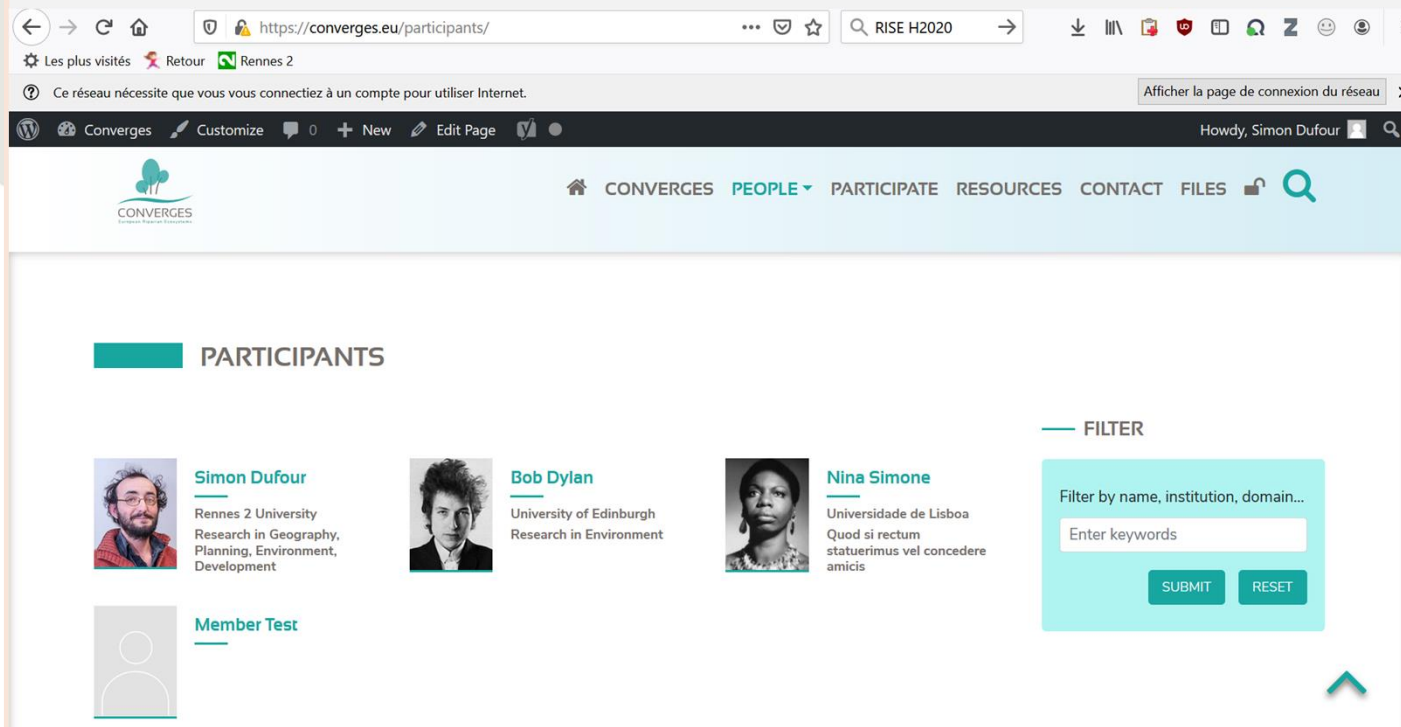 https://converges.eu/participants/
RISE H2020
Les plus visités Retour Rennes 2
Ce réseau nécessite que vous vous connectiez à un compte pour utiliser Internet.
Afficher la page de connexion du réseau
Converges Customize 0 + New Edit Page
Howdy, Simon Dufour
CONVERGES
European Riparian Ecosystems
CONVERGES PEOPLE PARTICIPATE RESOURCES CONTACT FILES
PARTICIPANTS
FILTER
Filter by name, institution, domain...
Enter keywords
SUBMIT RESET
Simon Dufour
Rennes 2 University
Research in Geography,
Planning, Environment,
Development
Bob Dylan
University of Edinburgh
Research in Environment
Nina Simone
Universidade de Lisboa
Quod si rectum
statuerimus vel concedere
amicis
Member Test